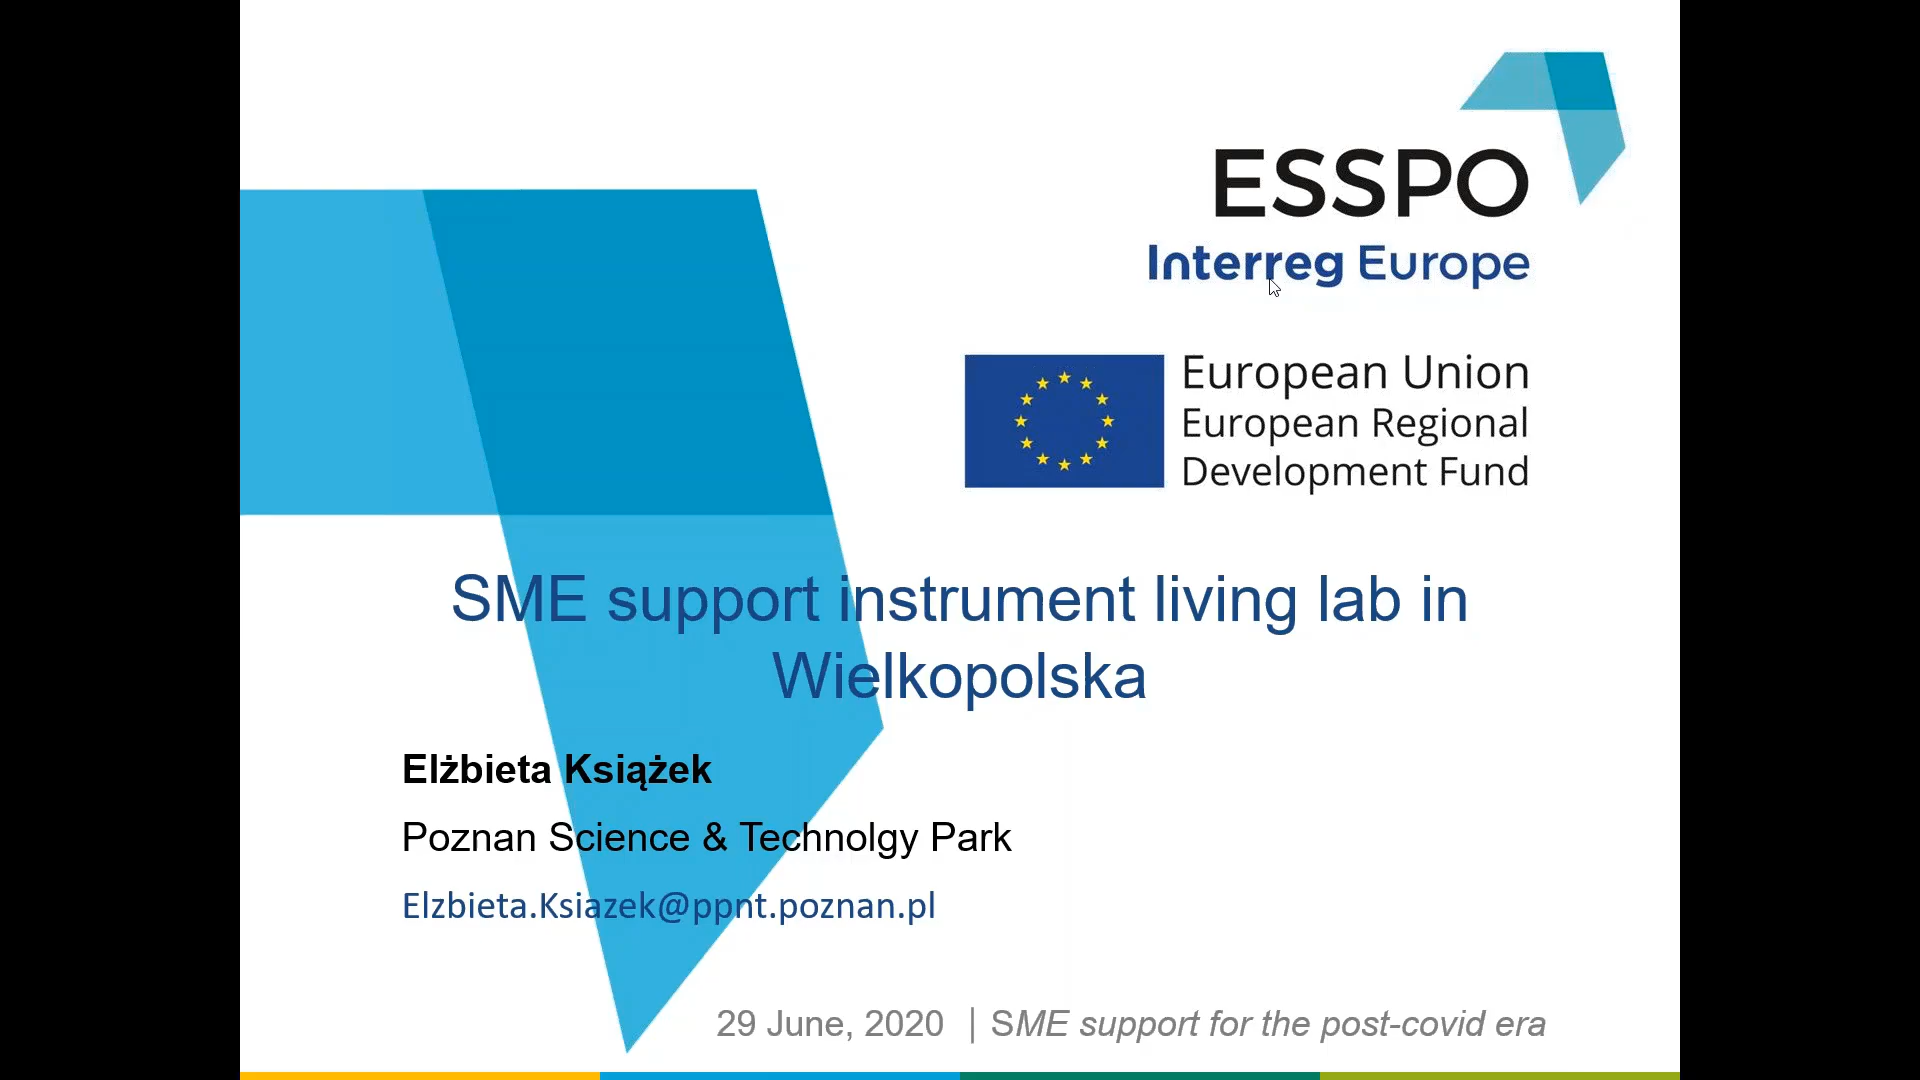 ESSPO
Interreg Europe
European Union
European Regional
Development Fund
SME support instrument living lab in
Wielkopolska
Elżbieta Książek
Poznan Science & Technolgy Park
Elzbieta.Ksiazek@ppnt.poznan.pl
29 June, 2020 | SME support for the post-covid era